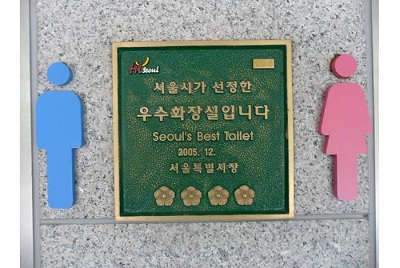 Hi Seoul
서울시가 선정한
우수화장실입니다
Seoul's Best Toilet
2005. 12.
서울특별시장